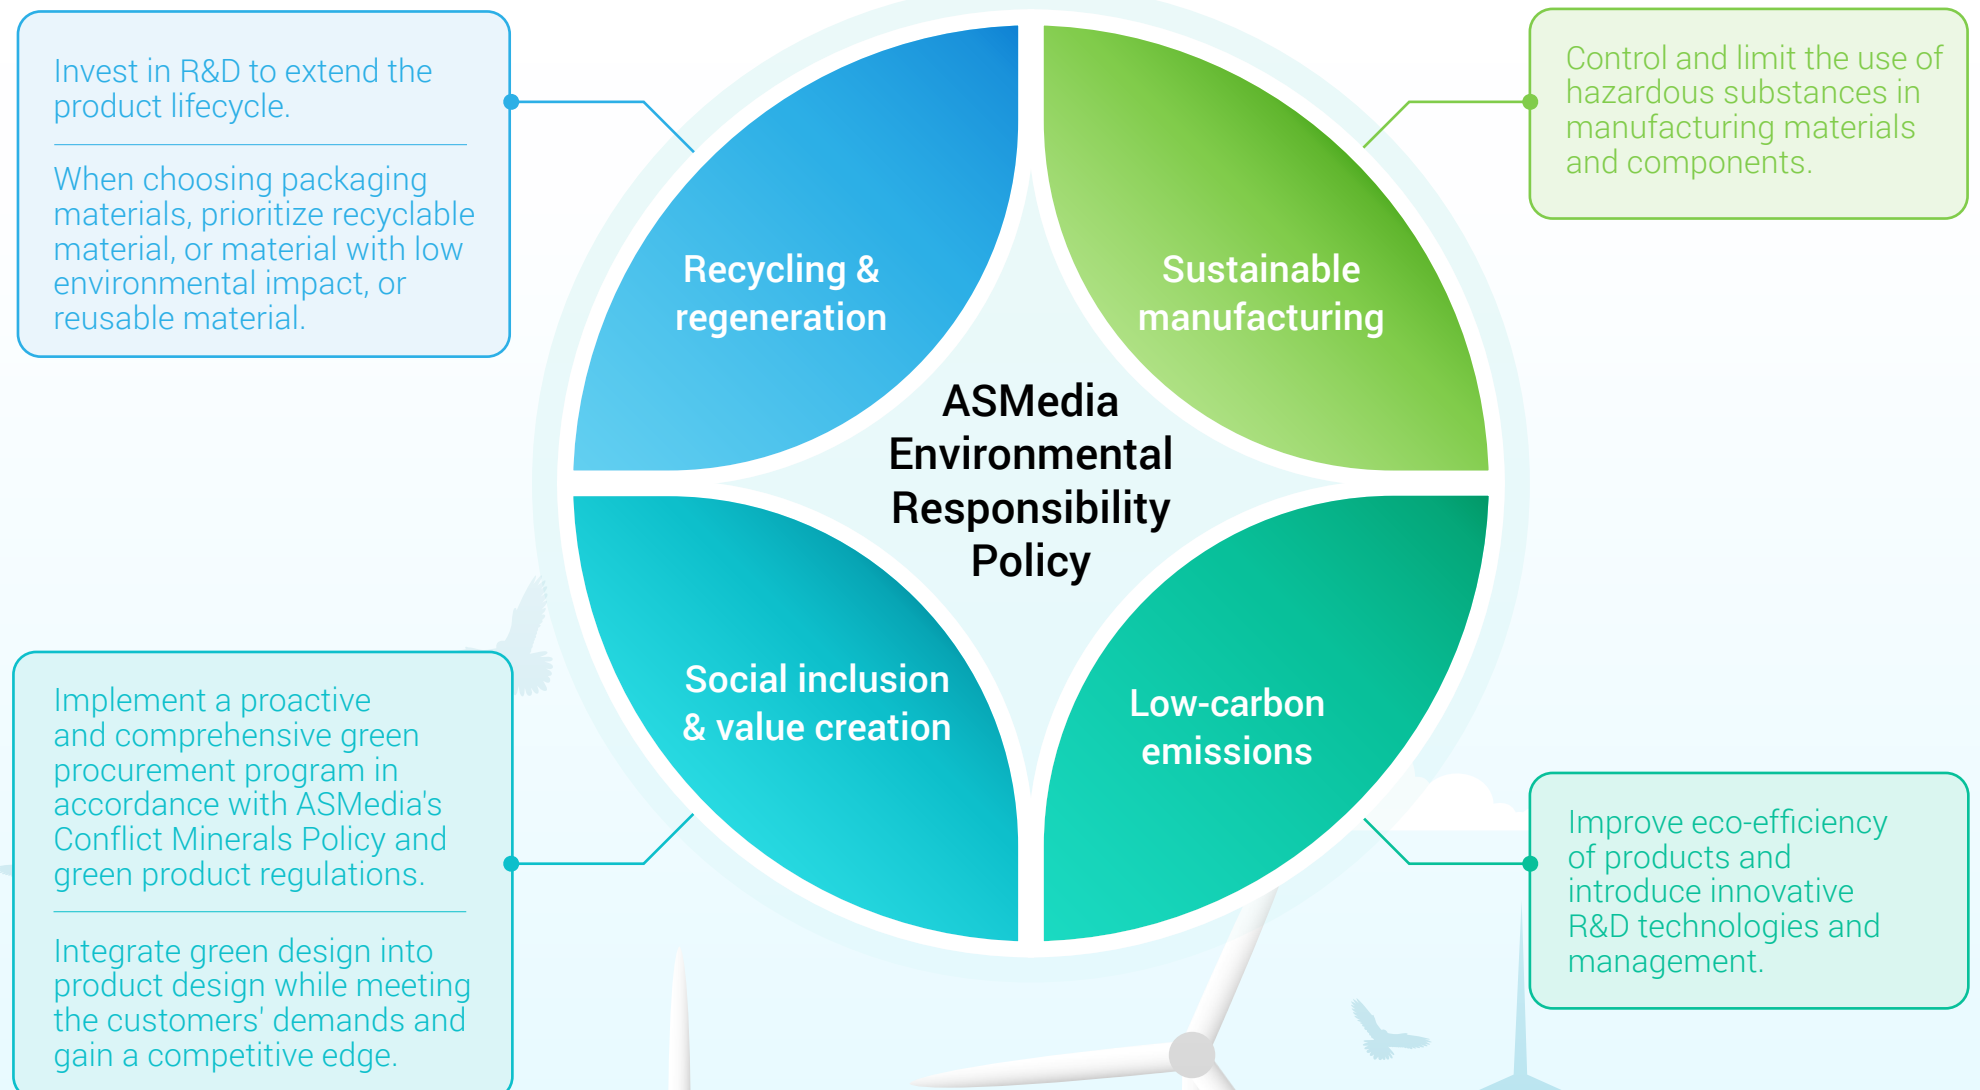 Invest in R&D to extend the
product lifecycle.
When choosing packaging
materials, prioritize recyclable
material, or material with low
environmental impact, or
reusable material.
Control and limit the use of
hazardous substances in
manufacturing materials
and components.
Recycling &
regeneration
Sustainable
manufacturing
ASMedia
Environmental
Responsibility
Policy
Social inclusion
& value creation
Low-carbon
emissions
Implement a proactive
and comprehensive green
procurement program in
accordance with ASMedia's
Conflict Minerals Policy and
green product regulations.
Integrate green design into
product design while meeting
the customers' demands and
gain a competitive edge.
Improve eco-efficiency
of products and
introduce innovative
R&D technologies and
management.